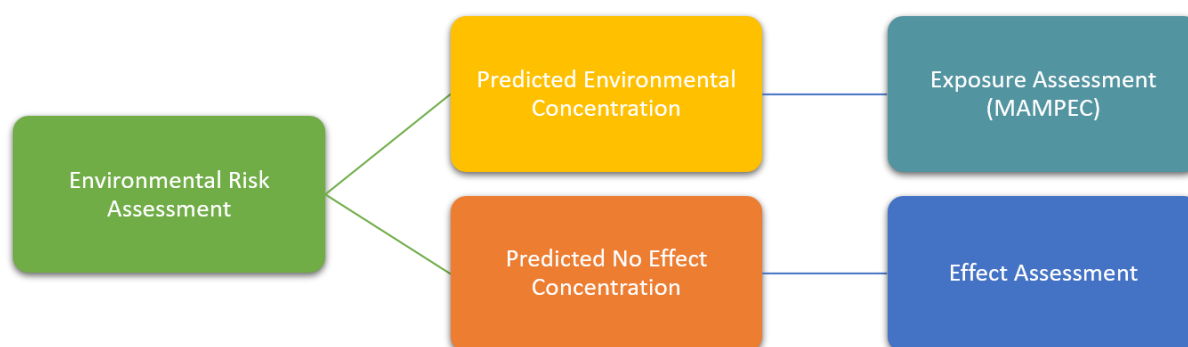 Environmental Risk
Assessment
Predicted Environmental
Concentration
Exposure Assessment
(MAMPEC)
Predicted No Effect
Concentration
Effect Assessment